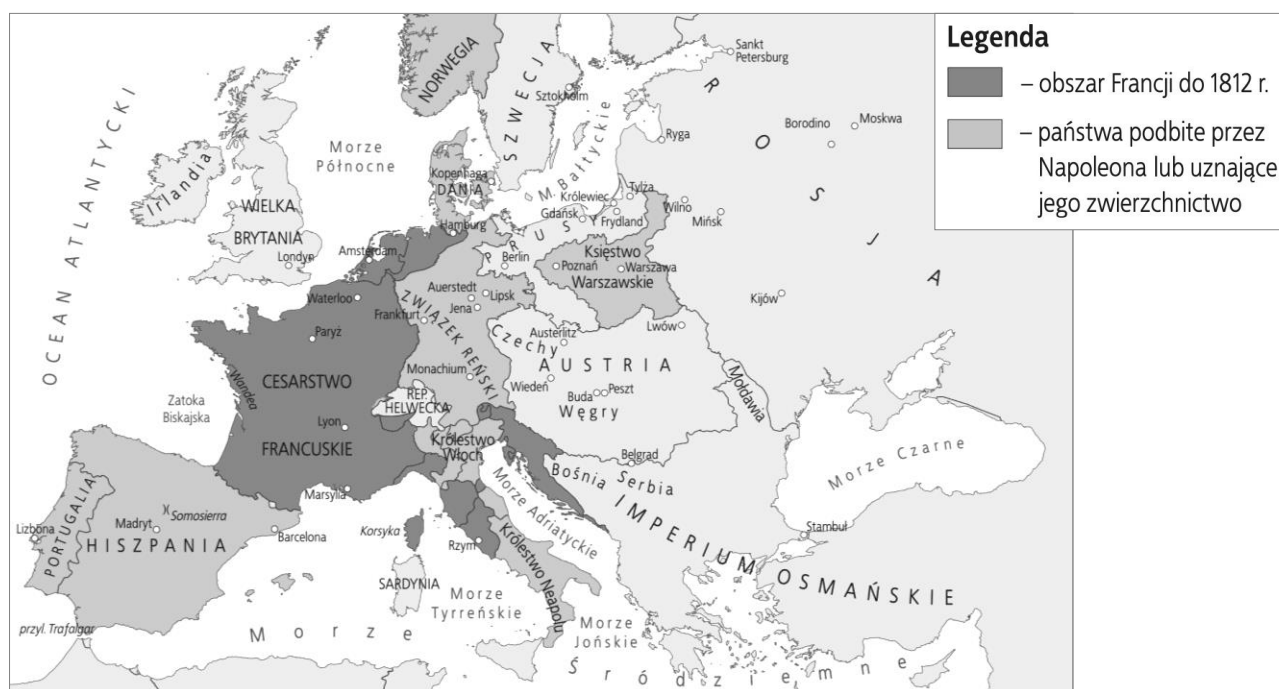 Legenda
– obszar Francji do 1812 r.
– państwa podbite przez
Napoleona lub uznające
jego zwierzchnictwo
OCEAN ATLANTYCKI
NORWEGIA
SZWECJA
Sztokholm
Sankt
Petersburg
ROSJA
Borodino
Moskwa
Ryga
Morze
Północne
M. Bałtyckie
Irlandia
WIELKA
BRYTANIA
Londyn
Kopenhaga
DANIA
Hamburg
Amsterdam
Królewiec
Tylża
Gdańsk
Frydland
Wilno
Mińsk
PRUSY
Berlin
Księstwo
Warszawskie
Poznań
Warszawa
Kijów
Waterloo
Auerstedt
Lipsk
Jena
Frankfurt
ZWIĄZEK REŃSKI
Paryż
Lwów
Austerlitz
Czechy
AUSTRIA
Monachium
Wiedeń
Buda
Peszt
Węgry
Mołdawia
CESARSTWO
FRANCUSKIE
Wandea
Zatoka
Biskajska
REP.
HELWECKA
Lyon
Królestwo
Włoch
Belgrad
Bośnia
Serbia
Morze Czarne
Marsylia
Morze Adriatyckie
IMPERIUM OSMAŃSKIE
Stambuł
PORTUGALIA
Lizbona
Madryt
Somosierra
HISZPANIA
Barcelona
Korsyka
Rzym
Królestwo Neapolu
SARDYNIA
Morze
Tyrreńskie
Morze
Jońskie
przyl. Trafalgar
Morze
Śródziemne